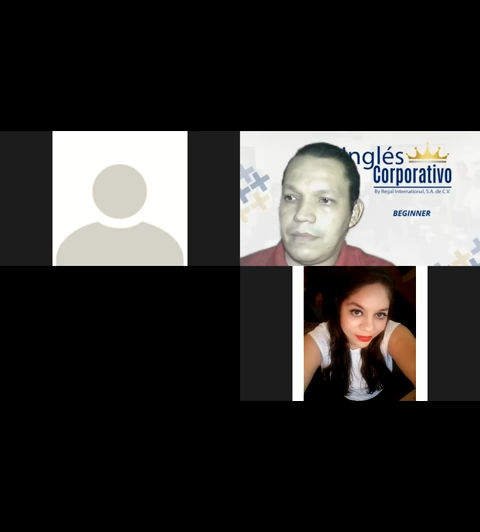 Inglés
Corporativo
By Regal International, S.A. de C.V.
BEGINNER